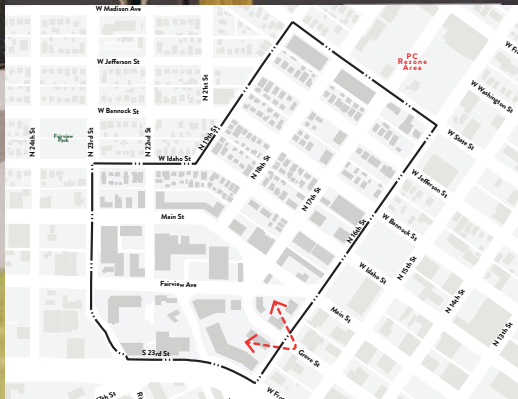 W Madison Ave
PC
Rezone
Area
W Jefferson St
N 21st St
W Washington St
W Bannock St
N 24th St
Fairview
Park
N 23rd St
N 22nd St
N 19th St
W State St
W Idaho St
N 18th St
W Jefferson St
N 17th St
Main St
N 16th St
W Bannock St
W Idaho St
N 15th St
Fairview Ave
N 14th St
Main St
N 13th St
S 23rd St
Grove St